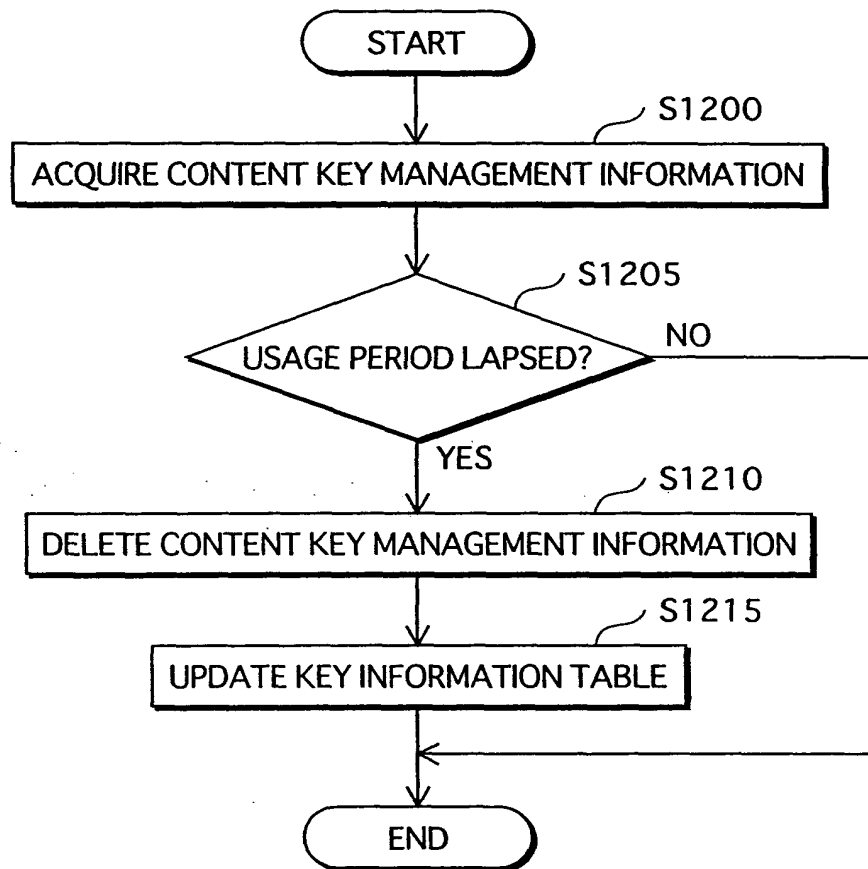 START
S1200
ACQUIRE CONTENT KEY MANAGEMENT INFORMATION
S1205
USAGE PERIOD LAPSED?
NO
YES
S1210
DELETE CONTENT KEY MANAGEMENT INFORMATION
S1215
UPDATE KEY INFORMATION TABLE
END